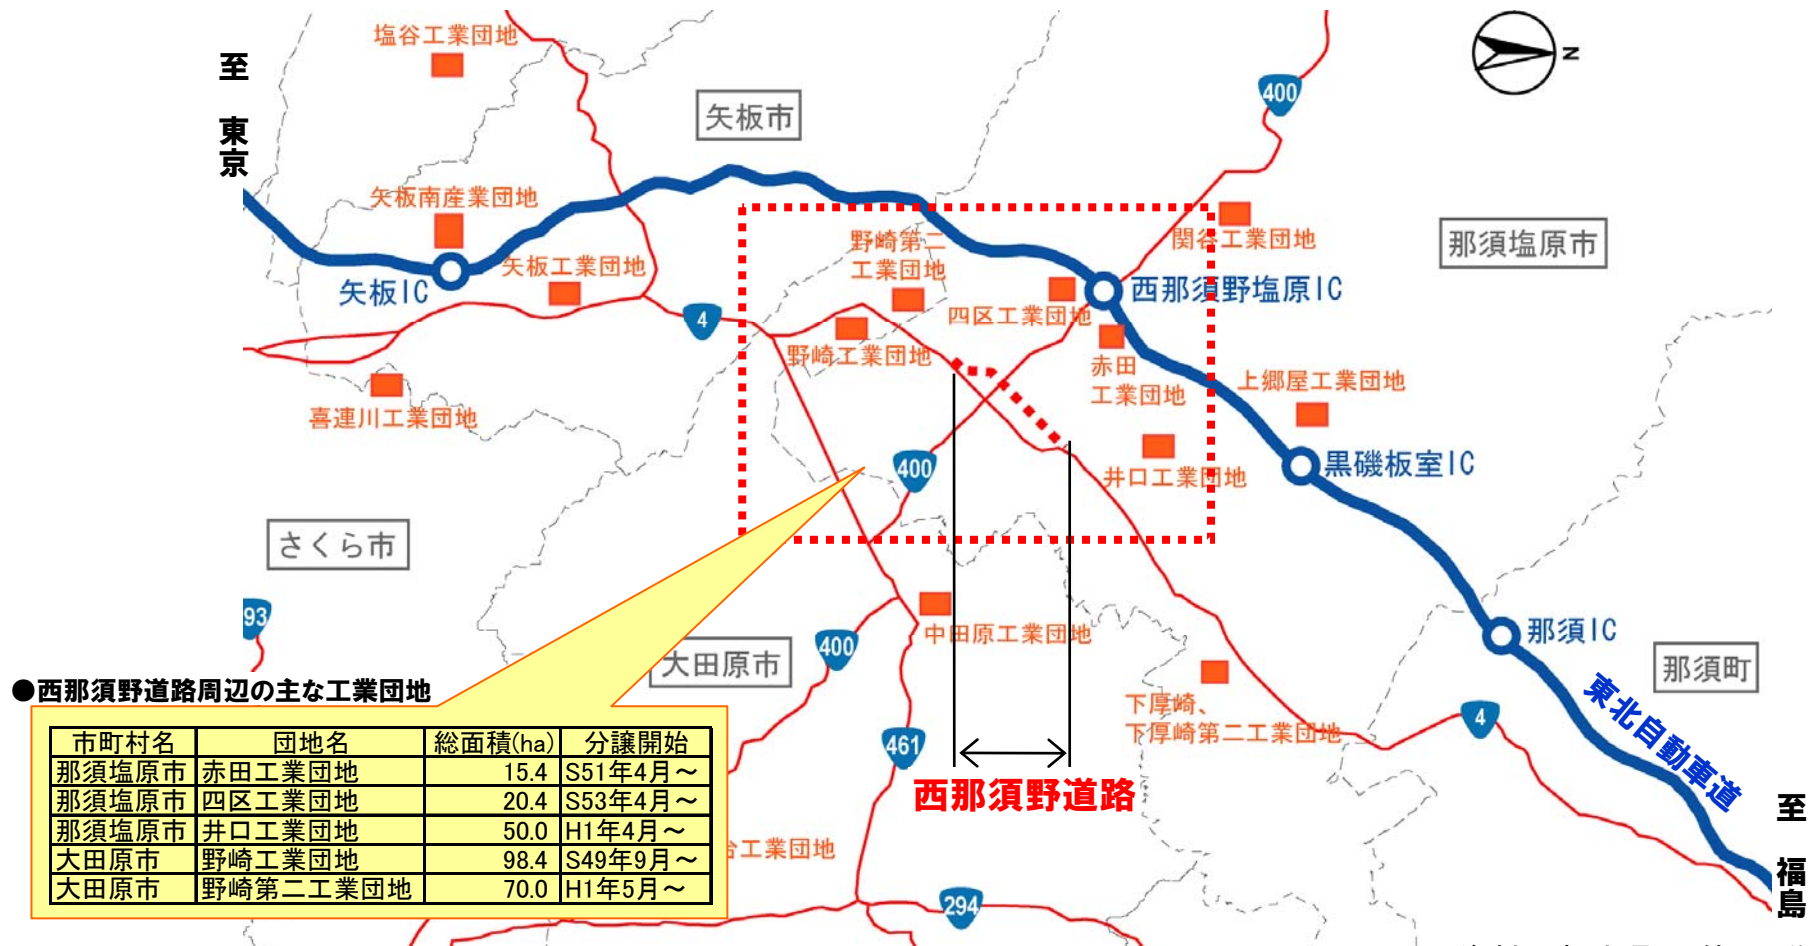 塩谷工業団地
至 東京
400
N
矢板市
矢板南産業団地
野崎第二
工業団地
関谷工業団地
那須塩原市
矢板IC
矢板工業団地
四区工業団地
西那須野塩原IC
4
野崎工業団地
赤田
工業団地
上郷屋工業団地
喜連川工業団地
400
井口工業団地
黒磯板室IC
さくら市
93
中田原工業団地
400
大田原市
那須IC
那須町
下厚崎、
下厚崎第二工業団地
4
東北自動車道
461
西那須野道路
至 福島
工業団地
294
●西那須野道路周辺の主な工業団地
市町村名 団地名 総面積(ha) 分譲開始
那須塩原市 赤田工業団地 15.4 S51年4月～
那須塩原市 四区工業団地 20.4 S53年4月～
那須塩原市 井口工業団地 50.0 H1年4月～
大田原市 野崎工業団地 98.4 S49年9月～
大田原市 野崎第二工業団地 70.0 H1年5月～